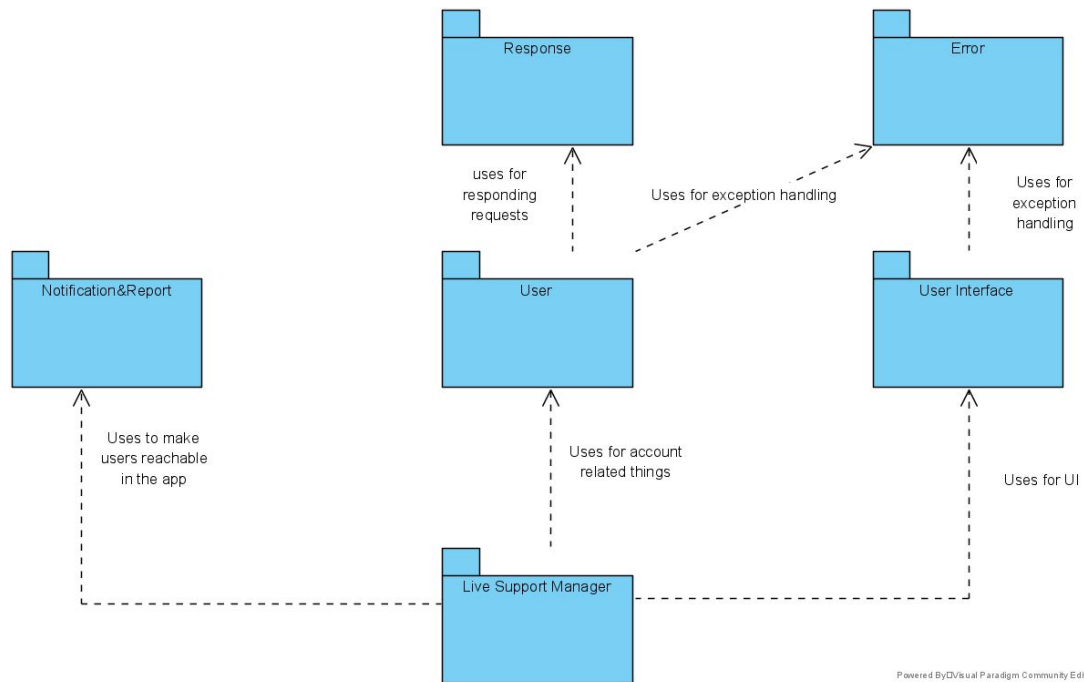 Response
Error
uses for
responding
requests
Uses for exception handling
Uses for
exception
handling
Notification&Report
User
User Interface
Uses to make
users reachable
in the app
Uses for account
related things
Uses for UI
Live Support Manager
Powered By□Visual Paradigm Community Edi